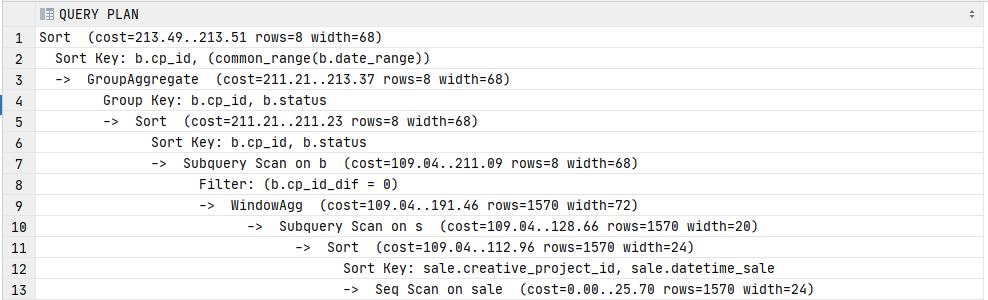 QUERY PLAN
1 Sort  (cost=213.49..213.51 rows=8 width=68)
2   Sort Key: b.cp_id, (common_range(b.date_range))
3   ->  GroupAggregate  (cost=211.21..213.37 rows=8 width=68)
4         Group Key: b.cp_id, b.status
5         ->  Sort  (cost=211.21..211.23 rows=8 width=68)
6               Sort Key: b.cp_id, b.status
7               ->  Subquery Scan on b  (cost=109.04..211.09 rows=8 width=68)
8                     Filter: (b.cp_id_dif = 0)
9                     ->  WindowAgg  (cost=109.04..191.46 rows=1570 width=72)
10                           ->  Subquery Scan on s  (cost=109.04..128.66 rows=1570 width=20)
11                                 ->  Sort  (cost=109.04..112.96 rows=1570 width=24)
12                                       Sort Key: sale.creative_project_id, sale.datetime_sale
13                                       ->  Seq Scan on sale  (cost=0.00..25.70 rows=1570 width=24)